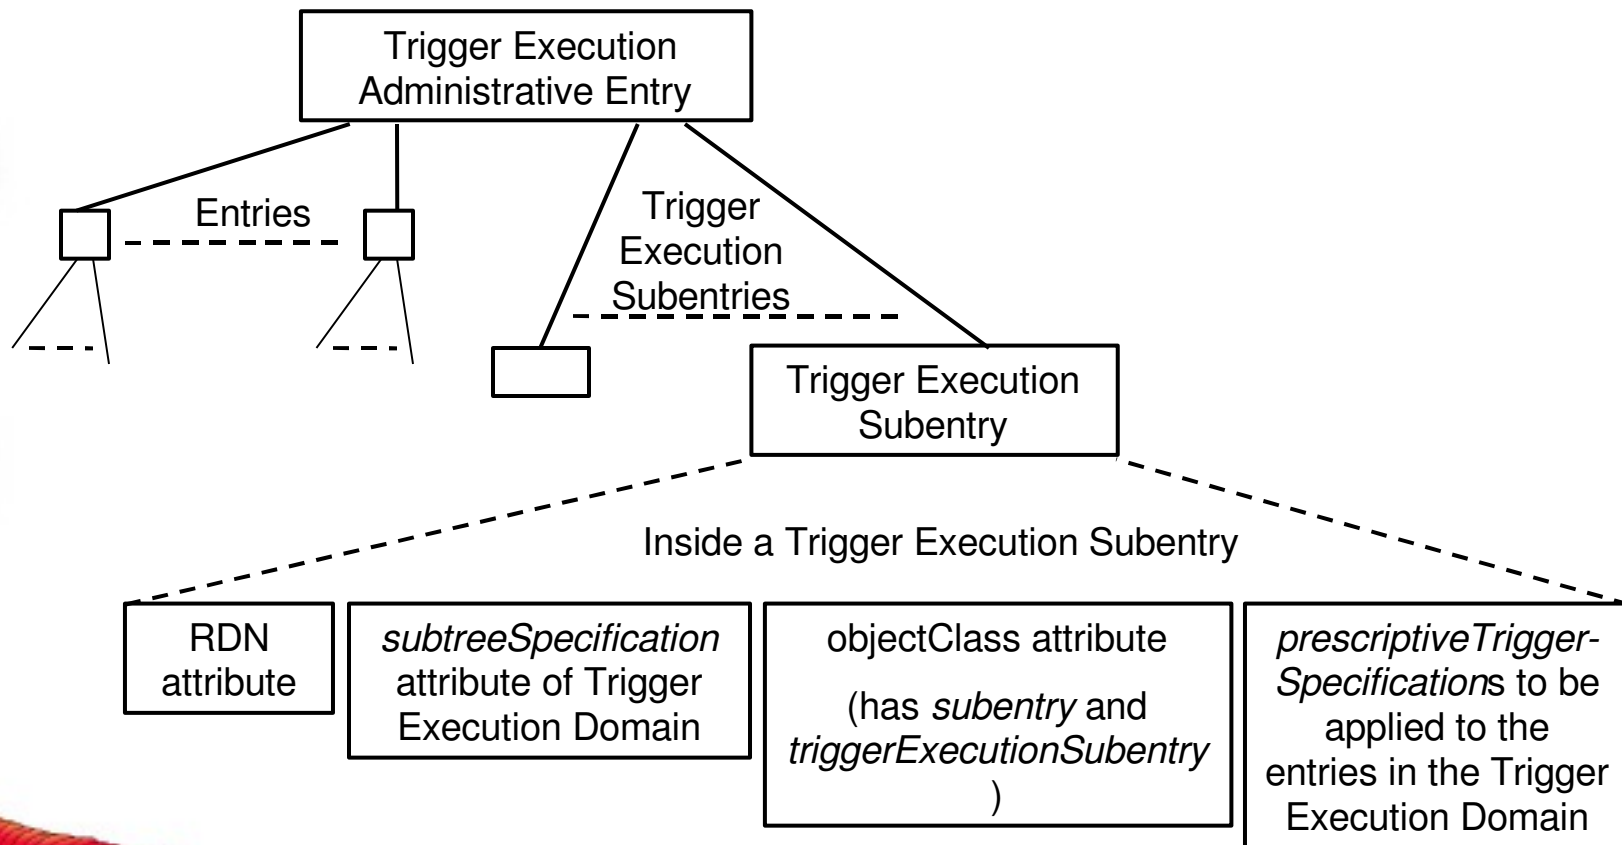 Trigger Execution
Administrative Entry
Entries
Trigger
Execution
Subentries
Trigger Execution
Subentry
Inside a Trigger Execution Subentry
RDN
attribute
subtreeSpecification
attribute of Trigger
Execution Domain
objectClass attribute
(has subentry and
triggerExecutionSubentry
)
prescriptiveTrigger-
Specifications to be
applied to the
entries in the Trigger
Execution Domain